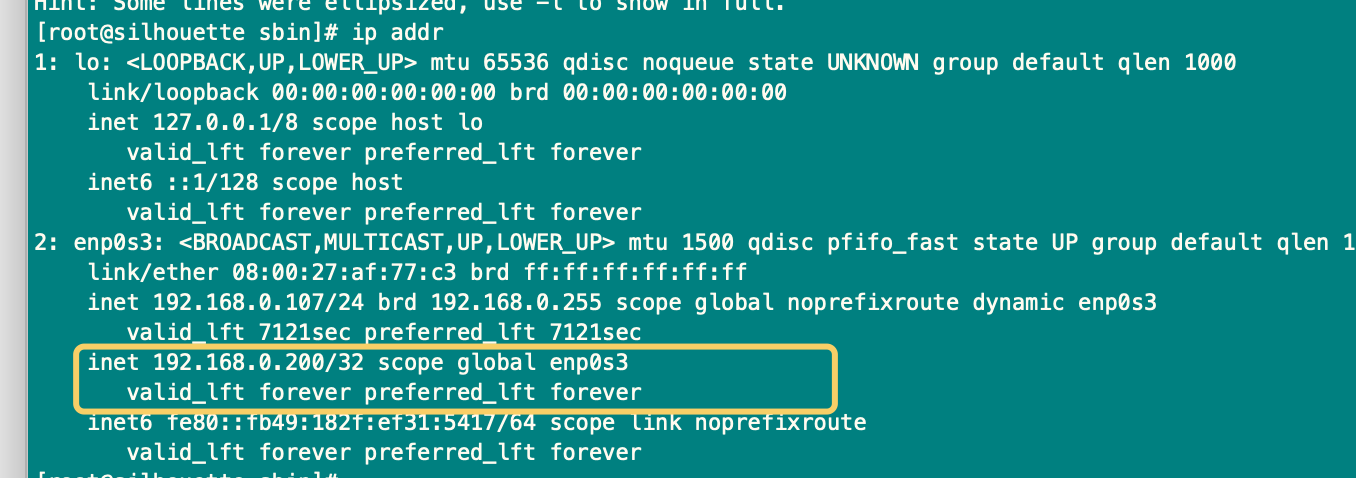 Hint: Some lines were ellipsized, use -l to show in full.
[root@silhouette sbin]# ip addr
1: lo: <LOOPBACK,UP,LOWER_UP> mtu 65536 qdisc noqueue state UNKNOWN group default qlen 1000
link/loopback 00:00:00:00:00:00 brd 00:00:00:00:00:00
inet 127.0.0.1/8 scope host lo
valid_lft forever preferred_lft forever
inet6 ::1/128 scope host
valid_lft forever preferred_lft forever
2: enp0s3: <BROADCAST,MULTICAST,UP,LOWER_UP> mtu 1500 qdisc pfifo_fast state UP group default qlen 1
link/ether 08:00:27:af:77:c3 brd ff:ff:ff:ff:ff:ff
inet 192.168.0.107/24 brd 192.168.0.255 scope global noprefixroute dynamic enp0s3
valid_lft 7121sec preferred_lft 7121sec
inet 192.168.0.200/32 scope global enp0s3
valid_lft forever preferred_lft forever
inet6 fe80::fb49:182f:ef31:5417/64 scope link noprefixroute
valid_lft forever preferred_lft forever
[root@silhouette sbin]#